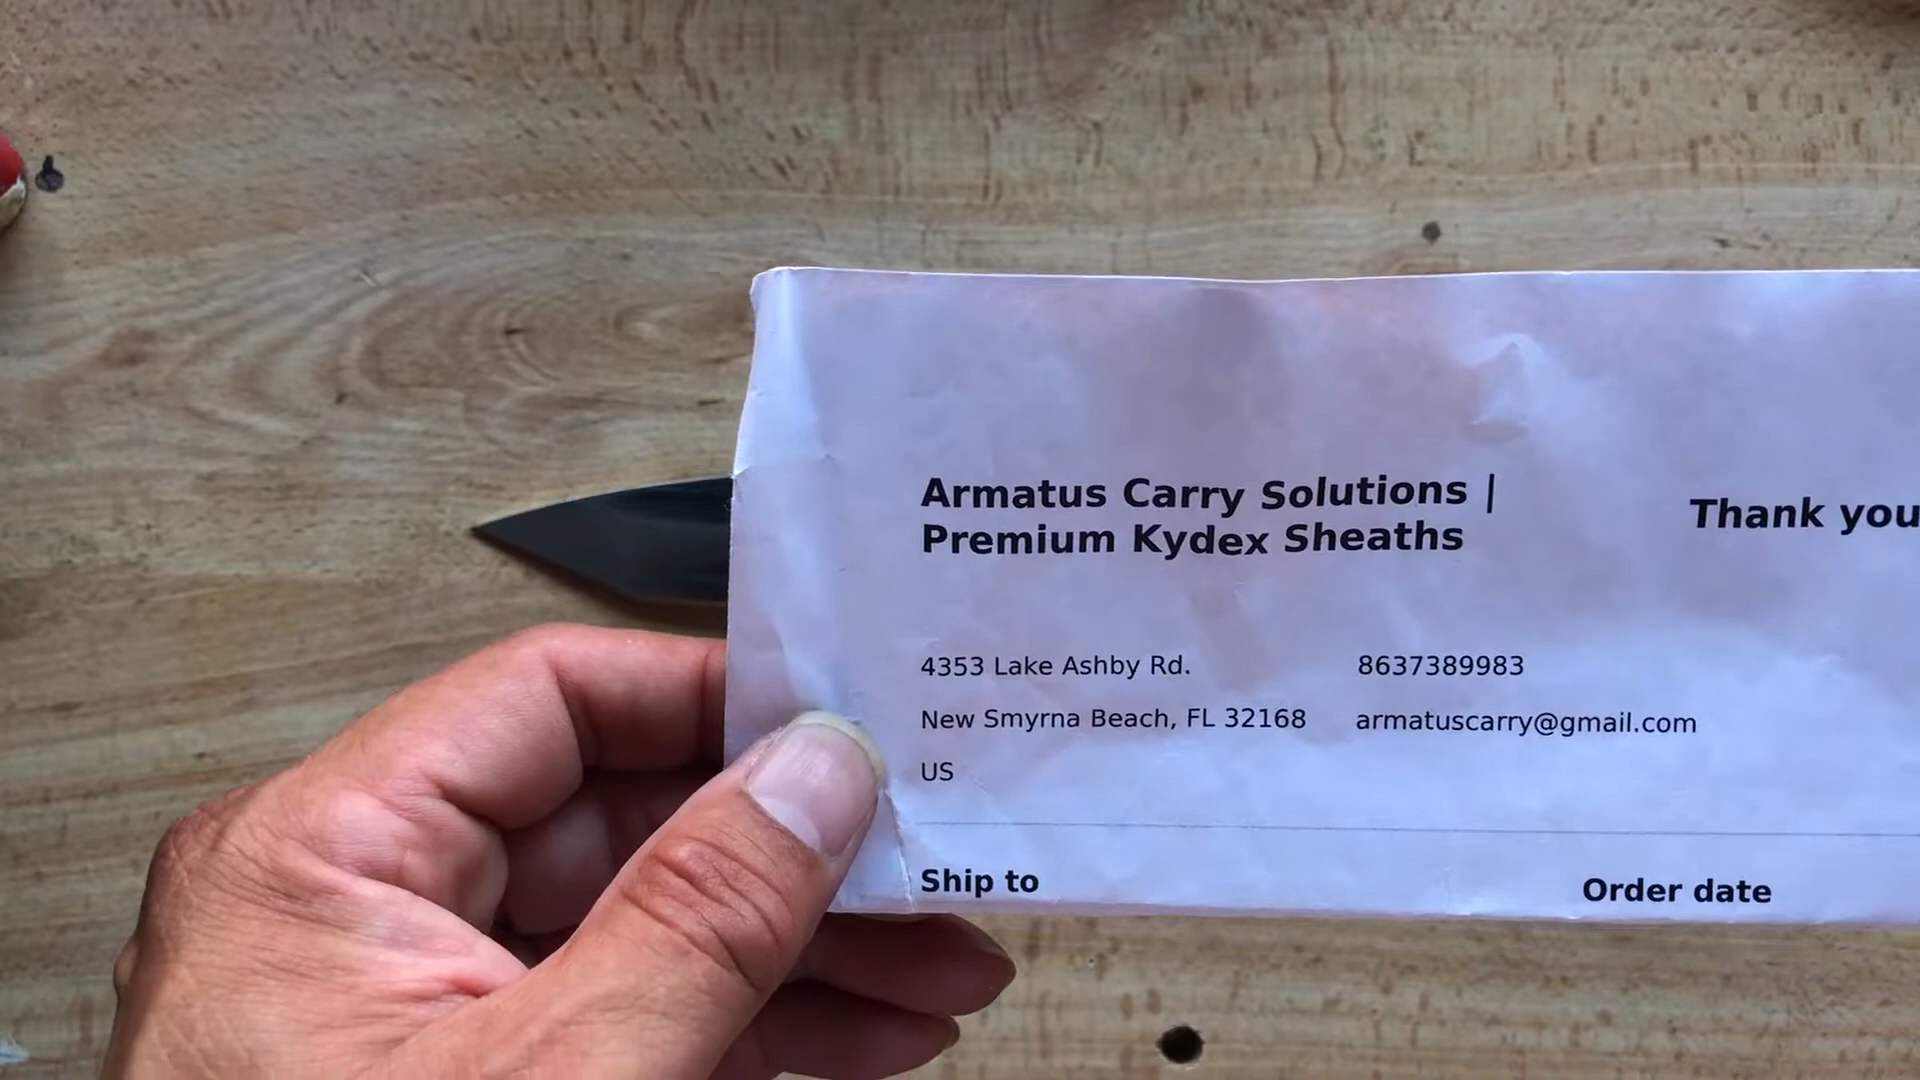 Armatus Carry Solutions |
Premium Kydex Sheaths
Thank you
4353 Lake Ashby Rd.
8637389983
New Smyrna Beach, FL 32168
armatuscarry@gmail.com
US
Ship to
Order date